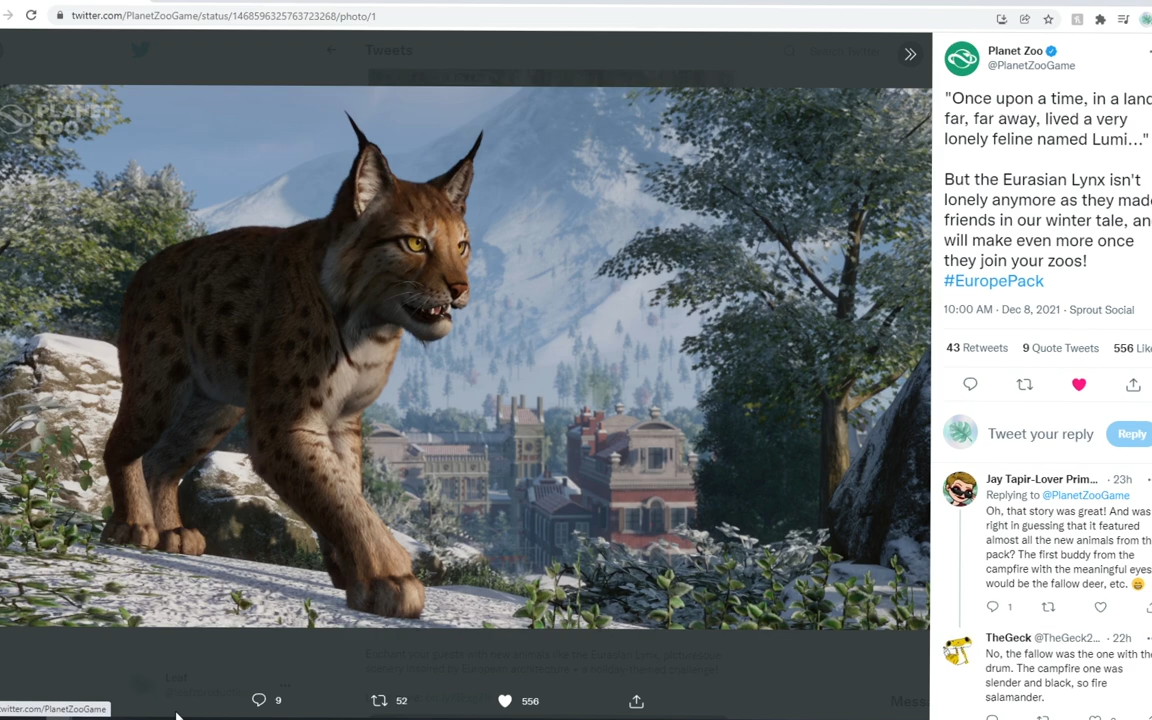 twitter.com/PlanetZooGame/status/1468596325763723268/photo/1
Tweets
PLANET
ZOO
Planet Zoo
@PlanetZooGame
"Once upon a time, in a land
far, far away, lived a very
lonely feline named Lumi..."
But the Eurasian Lynx isn't
lonely anymore as they made
friends in our winter tale, an
will make even more once
they join your zoos!
#EuropePack
10:00 AM · Dec 8, 2021 · Sprout Social
43 Retweets 9 Quote Tweets 556 Lik
Tweet your reply
Reply
Jay Tapir-Lover Prim... · 23h
Replying to @PlanetZooGame
Oh, that story was great! And was
right in guessing that it featured
almost all the new animals from th
pack? The first buddy from the
campfire with the meaningful eyes
would be the fallow deer, etc. 😄
1
TheGeck @TheGeck2... · 22h
No, the fallow was the one with the
drum. The campfire one was
slender and black, so fire
salamander.
9
52
556
twitter.com/PlanetZooGame